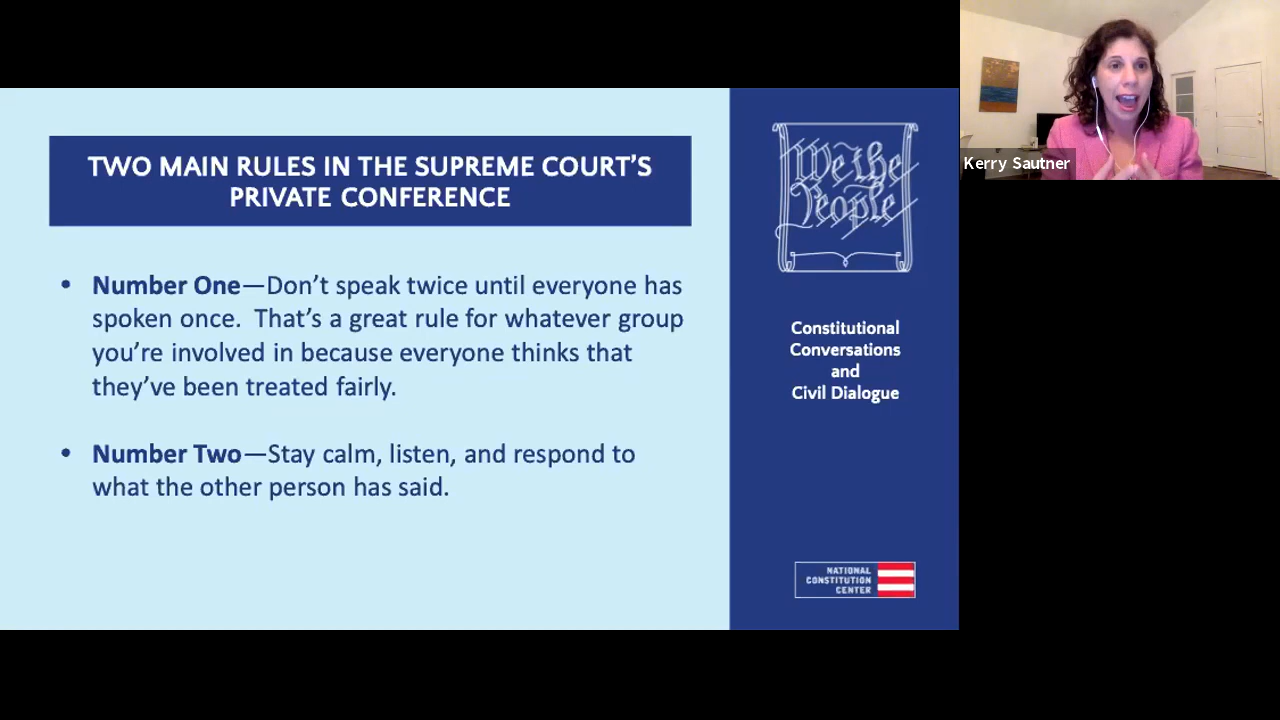 TWO MAIN RULES IN THE SUPREME COURT'S
PRIVATE CONFERENCE
• Number One—Don't speak twice until everyone has
spoken once.  That's a great rule for whatever group
you're involved in because everyone thinks that
they've been treated fairly.
• Number Two—Stay calm, listen, and respond to
what the other person has said.
We the
People
Constitutional
Conversations
and
Civil Dialogue
NATIONAL
CONSTITUTION
CENTER
Kerry Sautner